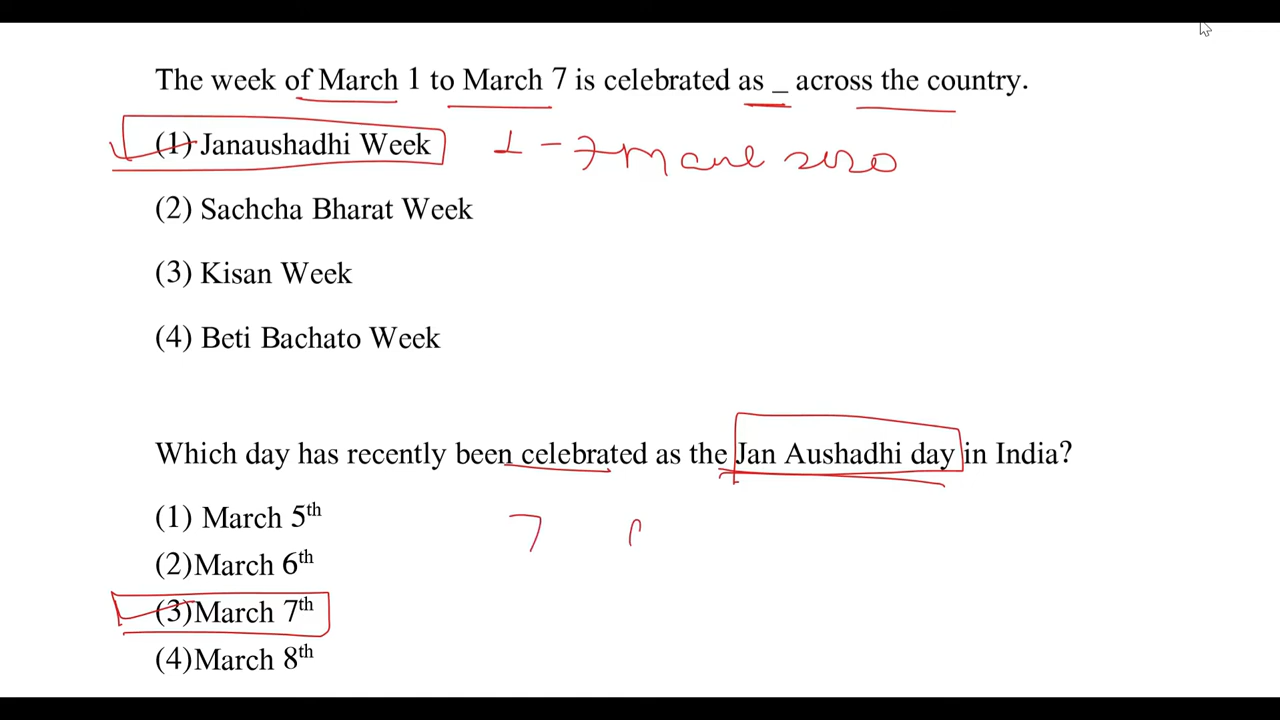 The week of March 1 to March 7 is celebrated as _ across the country.
(1) Janaushadhi Week 1 - 7 2020
(2) Sachcha Bharat Week
(3) Kisan Week
(4) Beti Bachato Week
Which day has recently been celebrated as the Jan Aushadhi day in India?
(1) March 5th
7
(2)March 6th
(3)March 7th
(4)March 8th